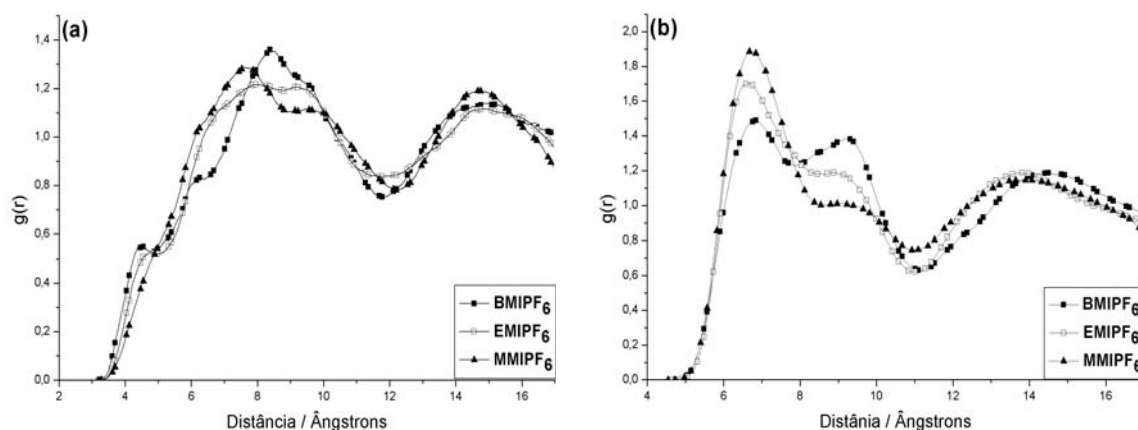 (a)
g(r)
1,4
1,2
1,0
0,8
0,6
0,4
0,2
0,0
2 4 6 8 10 12 14 16
Distância / Ângstrons
BMIPF6
EMIPF6
MMIPF6
(b)
g(r)
2,0
1,8
1,6
1,4
1,2
1,0
0,8
0,6
0,4
0,2
0,0
4 6 8 10 12 14 16
Distânia / Ângstrons
BMIPF6
EMIPF6
MMIPF6